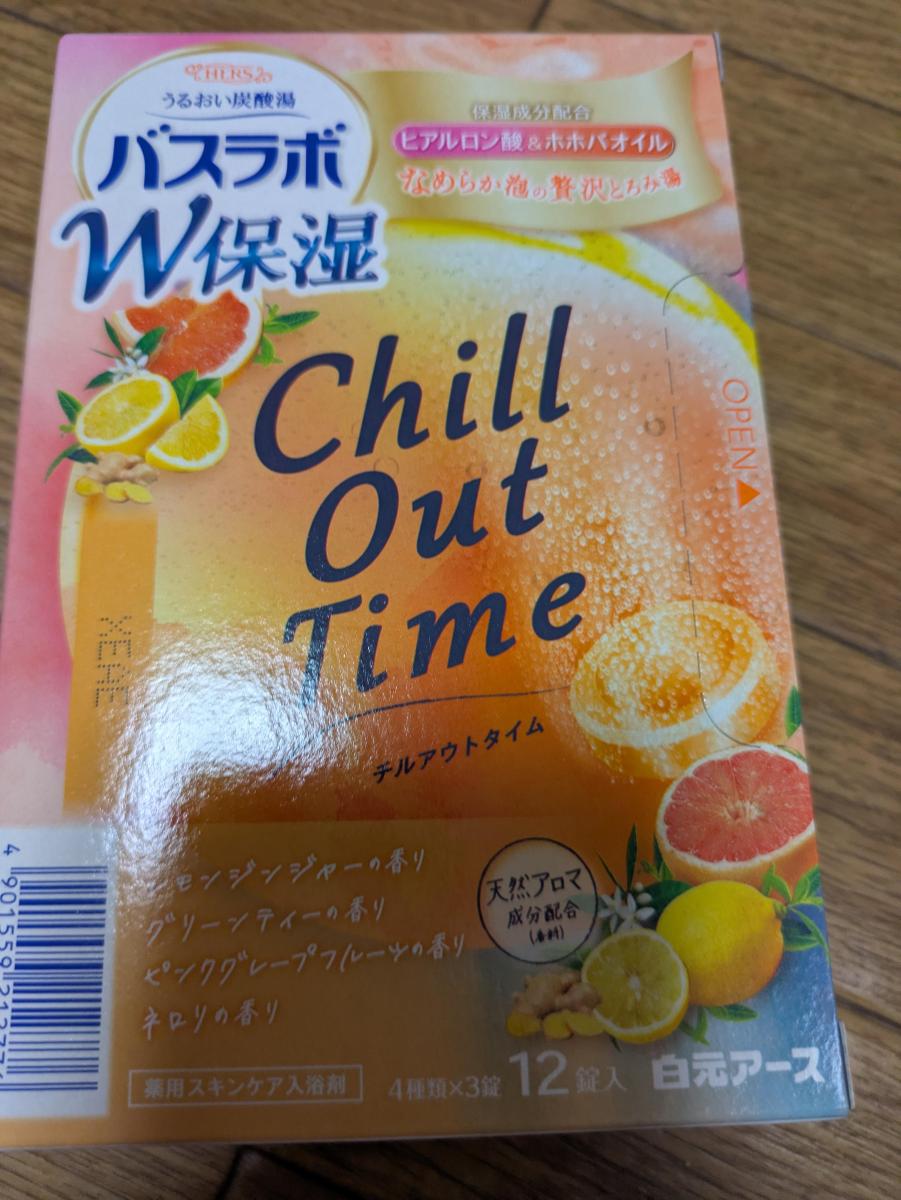 HERS
うるおい炭酸湯
バスラボ
W保湿
保湿成分配合
ヒアルロン酸&ホホバオイル
なめらか泡の贅沢とろみ湯
Chill
Out
Time
チルアウトタイム
OPEN
XEAE
レモンジンジャーの香り
グリーンティーの香り
ピンクグレープフルーツの香り
ネロリの香り
天然アロマ
成分配合
(香料)
薬用スキンケア入浴剤
4種類×3錠 12錠入
白元アース